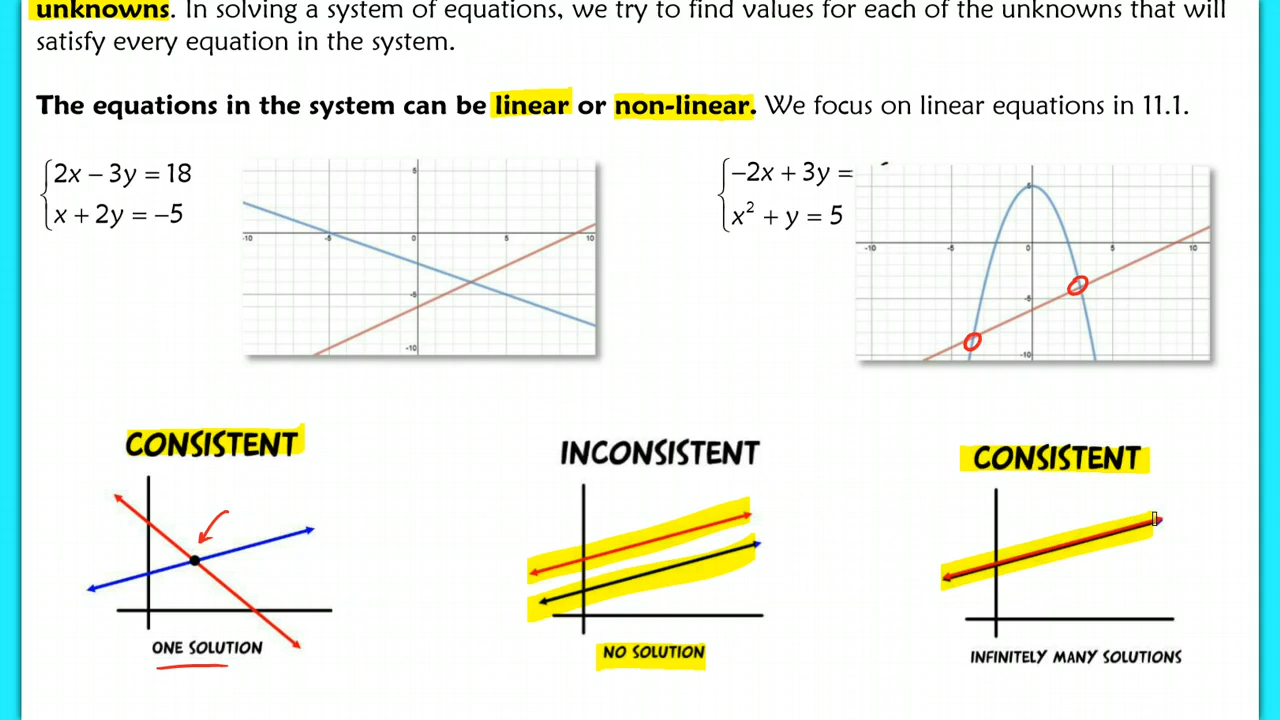 unknowns. In solving a system of equations, we try to find values for each of the unknowns that will
satisfy every equation in the system.
The equations in the system can be linear or non-linear. We focus on linear equations in 11.1.
2x – 3y = 18
x + 2y = –5
5
-10
-5
0
5
10
-5
-10
–2x + 3y =
x² + y = 5
5
-10
-5
0
5
10
-5
-10
CONSISTENT
INCONSISTENT
CONSISTENT
ONE SOLUTION
NO SOLUTION
INFINITELY MANY SOLUTIONS